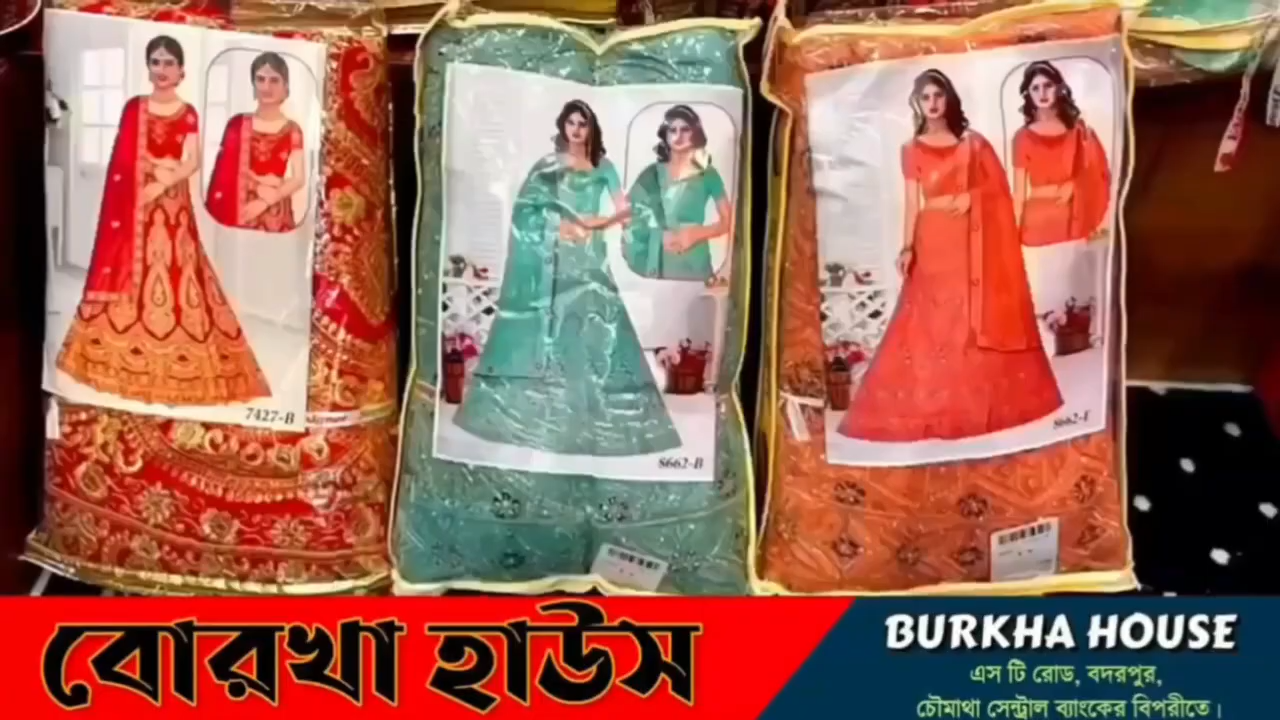 7427-B
8662-B
8662-F
বোরখা হাউস
BURKHA HOUSE
এস টি রোড, বদরপুর,
চৌমাথা সেন্ট্রাল ব্যাংকের বিপরীতে।